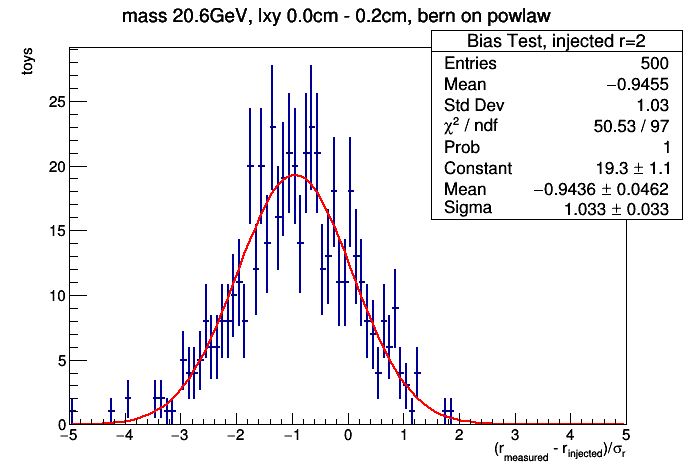 mass 20.6GeV, lxy 0.0cm - 0.2cm, bern on powlaw
toys
Bias Test, injected r=2
Entries 500
Mean −0.9455
Std Dev 1.03
χ² / ndf 50.53 / 97
Prob 1
Constant 19.3 ± 1.1
Mean −0.9436 ± 0.0462
Sigma 1.033 ± 0.033
25
20
15
10
5
0
−5 −4 −3 −2 −1 0 1 2 3 4 5
(r_measured - r_injected)/σ_r